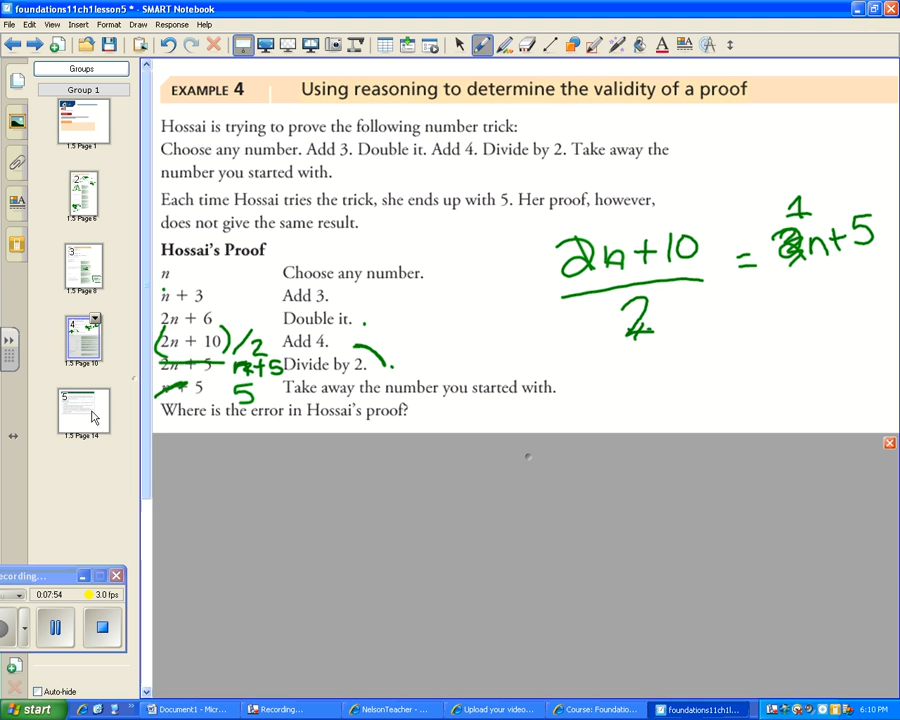 foundations11ch1lesson5 * - SMART Notebook
File Edit View Insert Format Draw Response Help
Groups
Group 1
1.5 Page 1
2
1.5 Page 6
3
1.5 Page 8
4
1.5 Page 10
5
1.5 Page 14
EXAMPLE 4 Using reasoning to determine the validity of a proof
Hossai is trying to prove the following number trick:
Choose any number. Add 3. Double it. Add 4. Divide by 2. Take away the
number you started with.
Each time Hossai tries the trick, she ends up with 5. Her proof, however,
does not give the same result.
Hossai's Proof
n Choose any number.
n + 3 Add 3.
2n + 6 Double it.
(2n + 10)/2 Add 4.
2n + 5 n+5 Divide by 2.
n + 5 5 Take away the number you started with.
Where is the error in Hossai's proof?
1
2n+10 = 2n+5
2
ecording...
0:07:54 3.0 fps
Auto-hide
start Document1 - Micr... Recording... NelsonTeacher - ... Upload your video... Course: Foundatio... foundations11ch1l... 6:10 PM